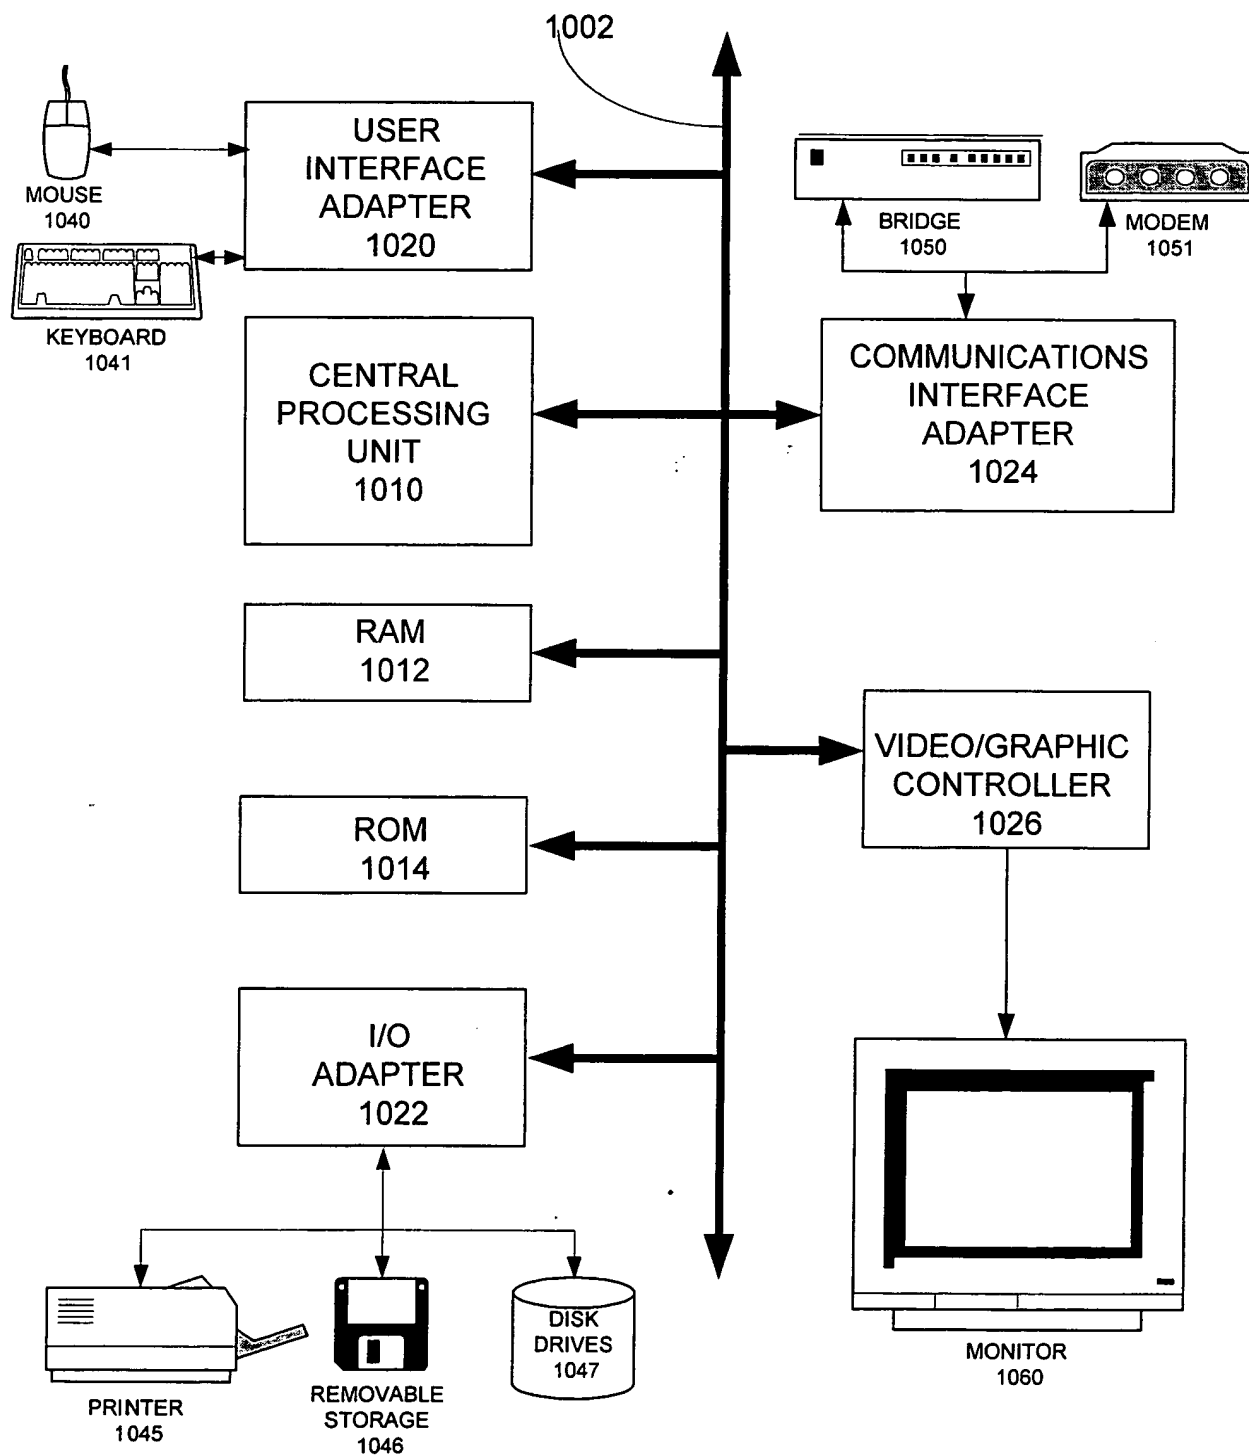 1002
USER
INTERFACE
ADAPTER
1020
MOUSE
1040
KEYBOARD
1041
BRIDGE
1050
MODEM
1051
CENTRAL
PROCESSING
UNIT
1010
COMMUNICATIONS
INTERFACE
ADAPTER
1024
RAM
1012
VIDEO/GRAPHIC
CONTROLLER
1026
ROM
1014
I/O
ADAPTER
1022
PRINTER
1045
REMOVABLE
STORAGE
1046
DISK
DRIVES
1047
MONITOR
1060